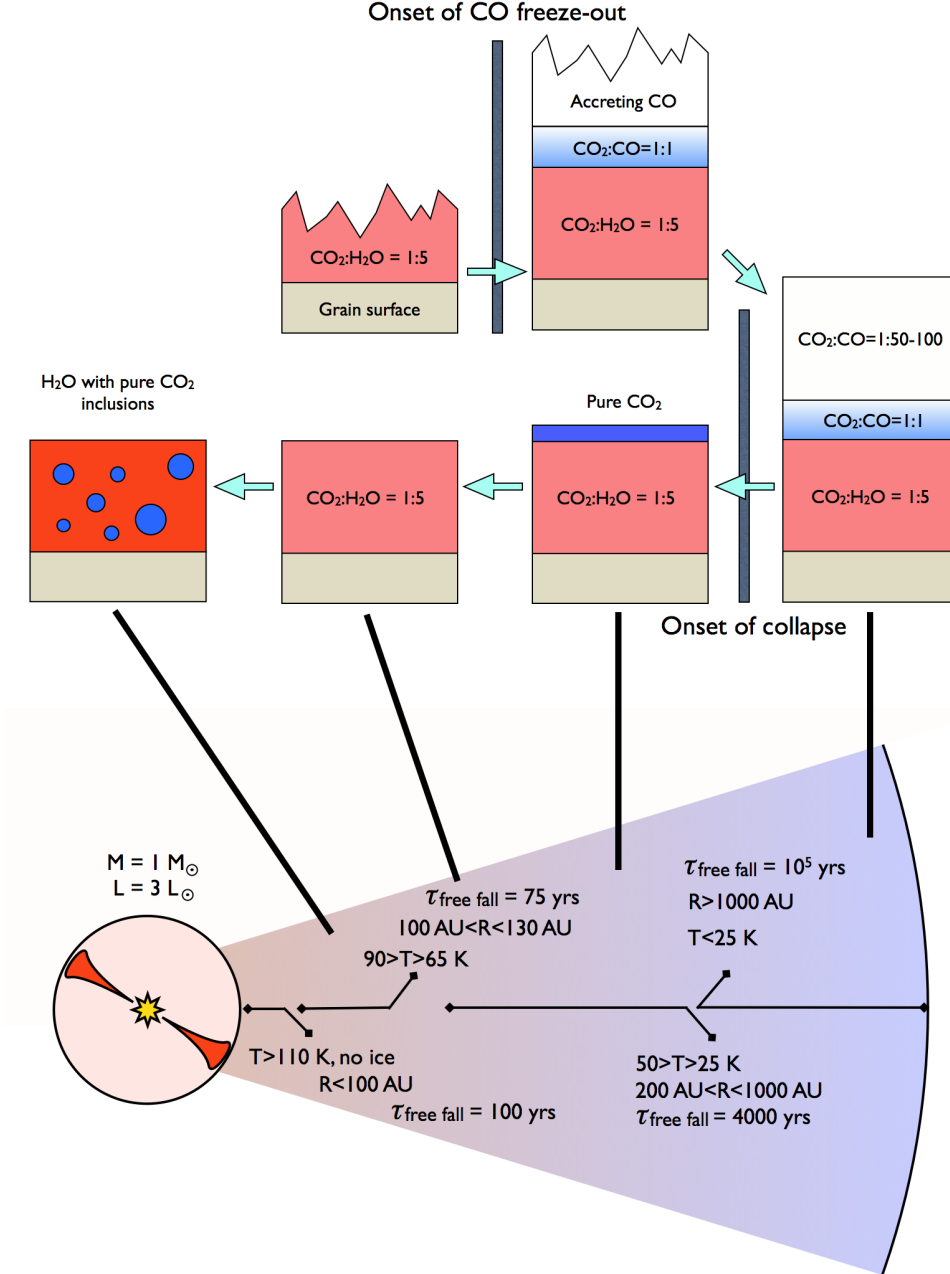 Onset of CO freeze-out
Accreting CO
CO₂:CO=1:1
CO₂:H₂O = 1:5
CO₂:H₂O = 1:5
Grain surface
CO₂:CO=1:50-100
CO₂:CO=1:1
CO₂:H₂O = 1:5
H₂O with pure CO₂
inclusions
CO₂:H₂O = 1:5
Pure CO₂
CO₂:H₂O = 1:5
Onset of collapse
M = 1 M⊙
L = 3 L⊙
τfree fall = 75 yrs
100 AU<R<130 AU
90>T>65 K
τfree fall = 10⁵ yrs
R>1000 AU
T<25 K
T>110 K, no ice
R<100 AU
τfree fall = 100 yrs
50>T>25 K
200 AU<R<1000 AU
τfree fall = 4000 yrs